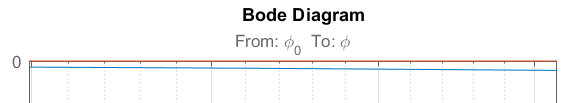 Bode Diagram
From: ϕ₀  To: ϕ
0